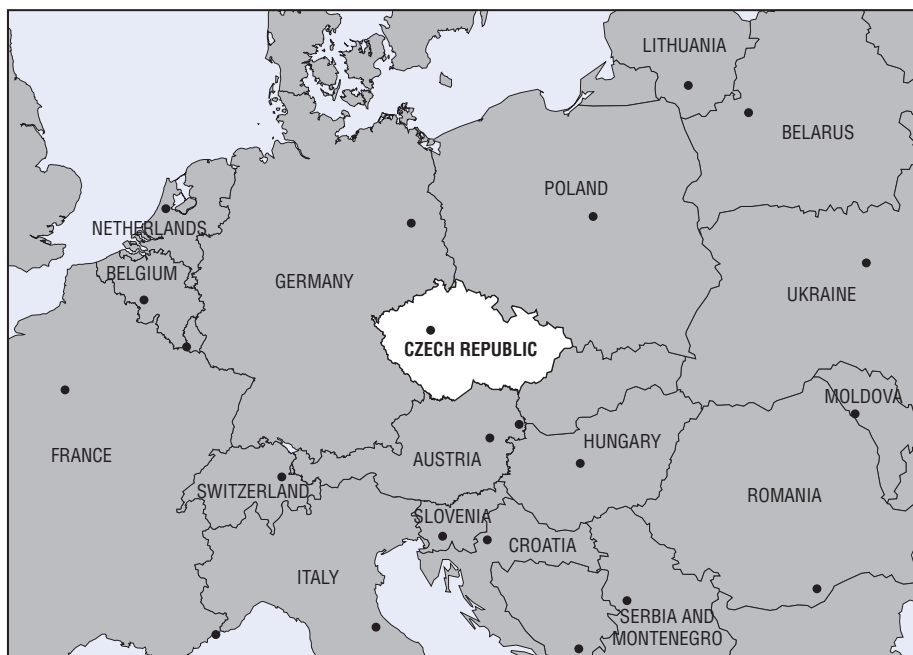 LITHUANIA
BELARUS
POLAND
NETHERLANDS
BELGIUM
GERMANY
UKRAINE
CZECH REPUBLIC
MOLDOVA
FRANCE
HUNGARY
AUSTRIA
SWITZERLAND
ROMANIA
SLOVENIA
CROATIA
ITALY
SERBIA AND
MONTENEGRO